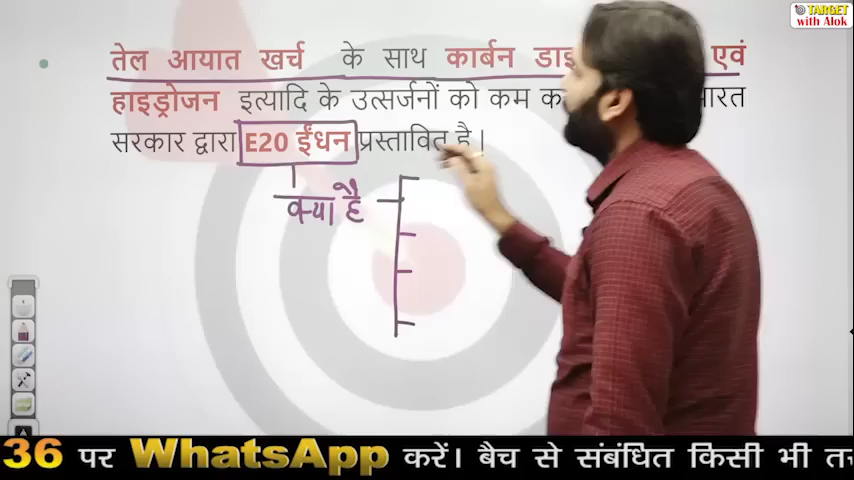 TARGET
with Alok
तेल आयात खर्च के साथ कार्बन डाइ एवं
हाइड्रोजन इत्यादि के उत्सर्जनों को कम
सरकार द्वारा E20 ईंधन प्रस्तावित है।
क्या है
36 पर WhatsApp करें। बैच से संबंधित किसी भी